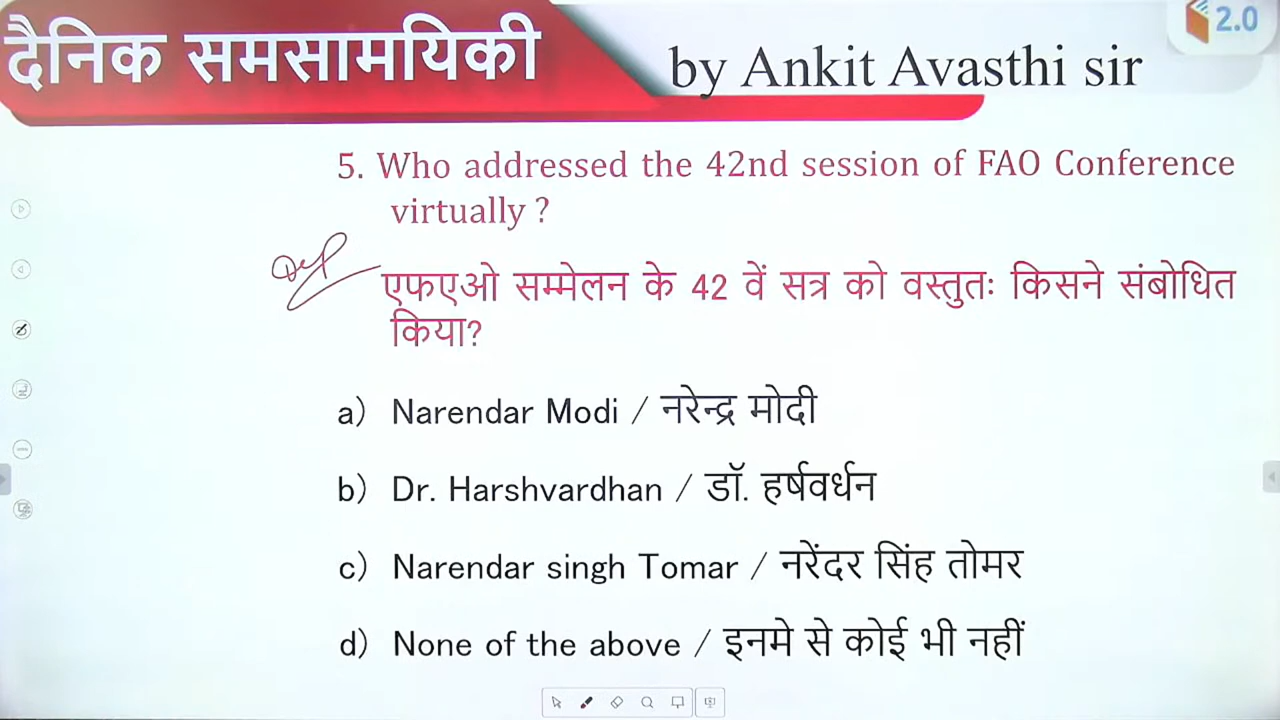 दैनिक समसामयिकी
by Ankit Avasthi sir
2.0
5. Who addressed the 42nd session of FAO Conference
virtually ?
एफएओ सम्मेलन के 42 वें सत्र को वस्तुतः किसने संबोधित
किया?
a) Narendar Modi / नरेन्द्र मोदी
b) Dr. Harshvardhan / डॉ. हर्षवर्धन
c) Narendar singh Tomar / नरेंदर सिंह तोमर
d) None of the above / इनमे से कोई भी नहीं